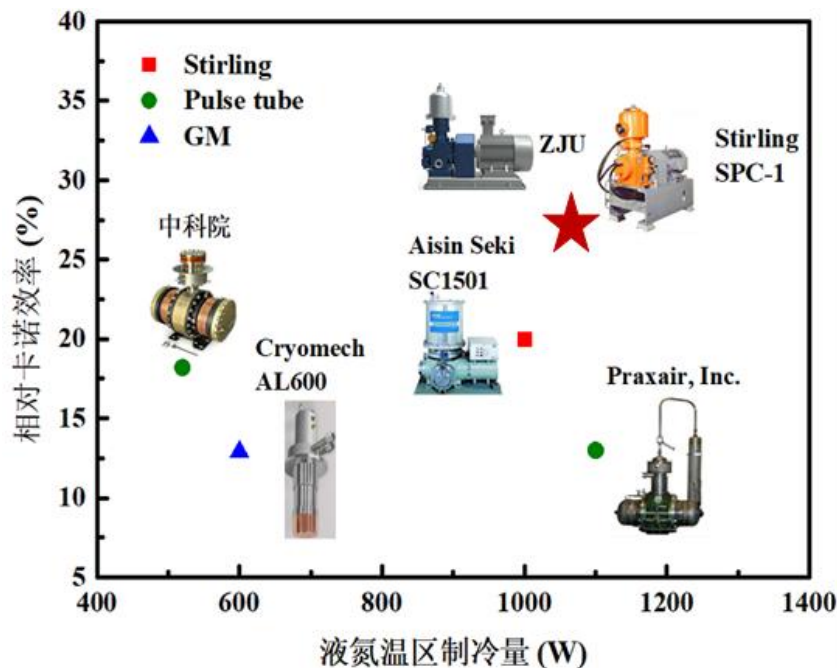 40
35
30
25
20
15
10
5
相对卡诺效率 (%)
Stirling
Pulse tube
GM
ZJU
Stirling
SPC-1
中科院
Aisin Seki
SC1501
Cryomech
AL600
Praxair, Inc.
400
600
800
1000
1200
1400
液氮温区制冷量 (W)